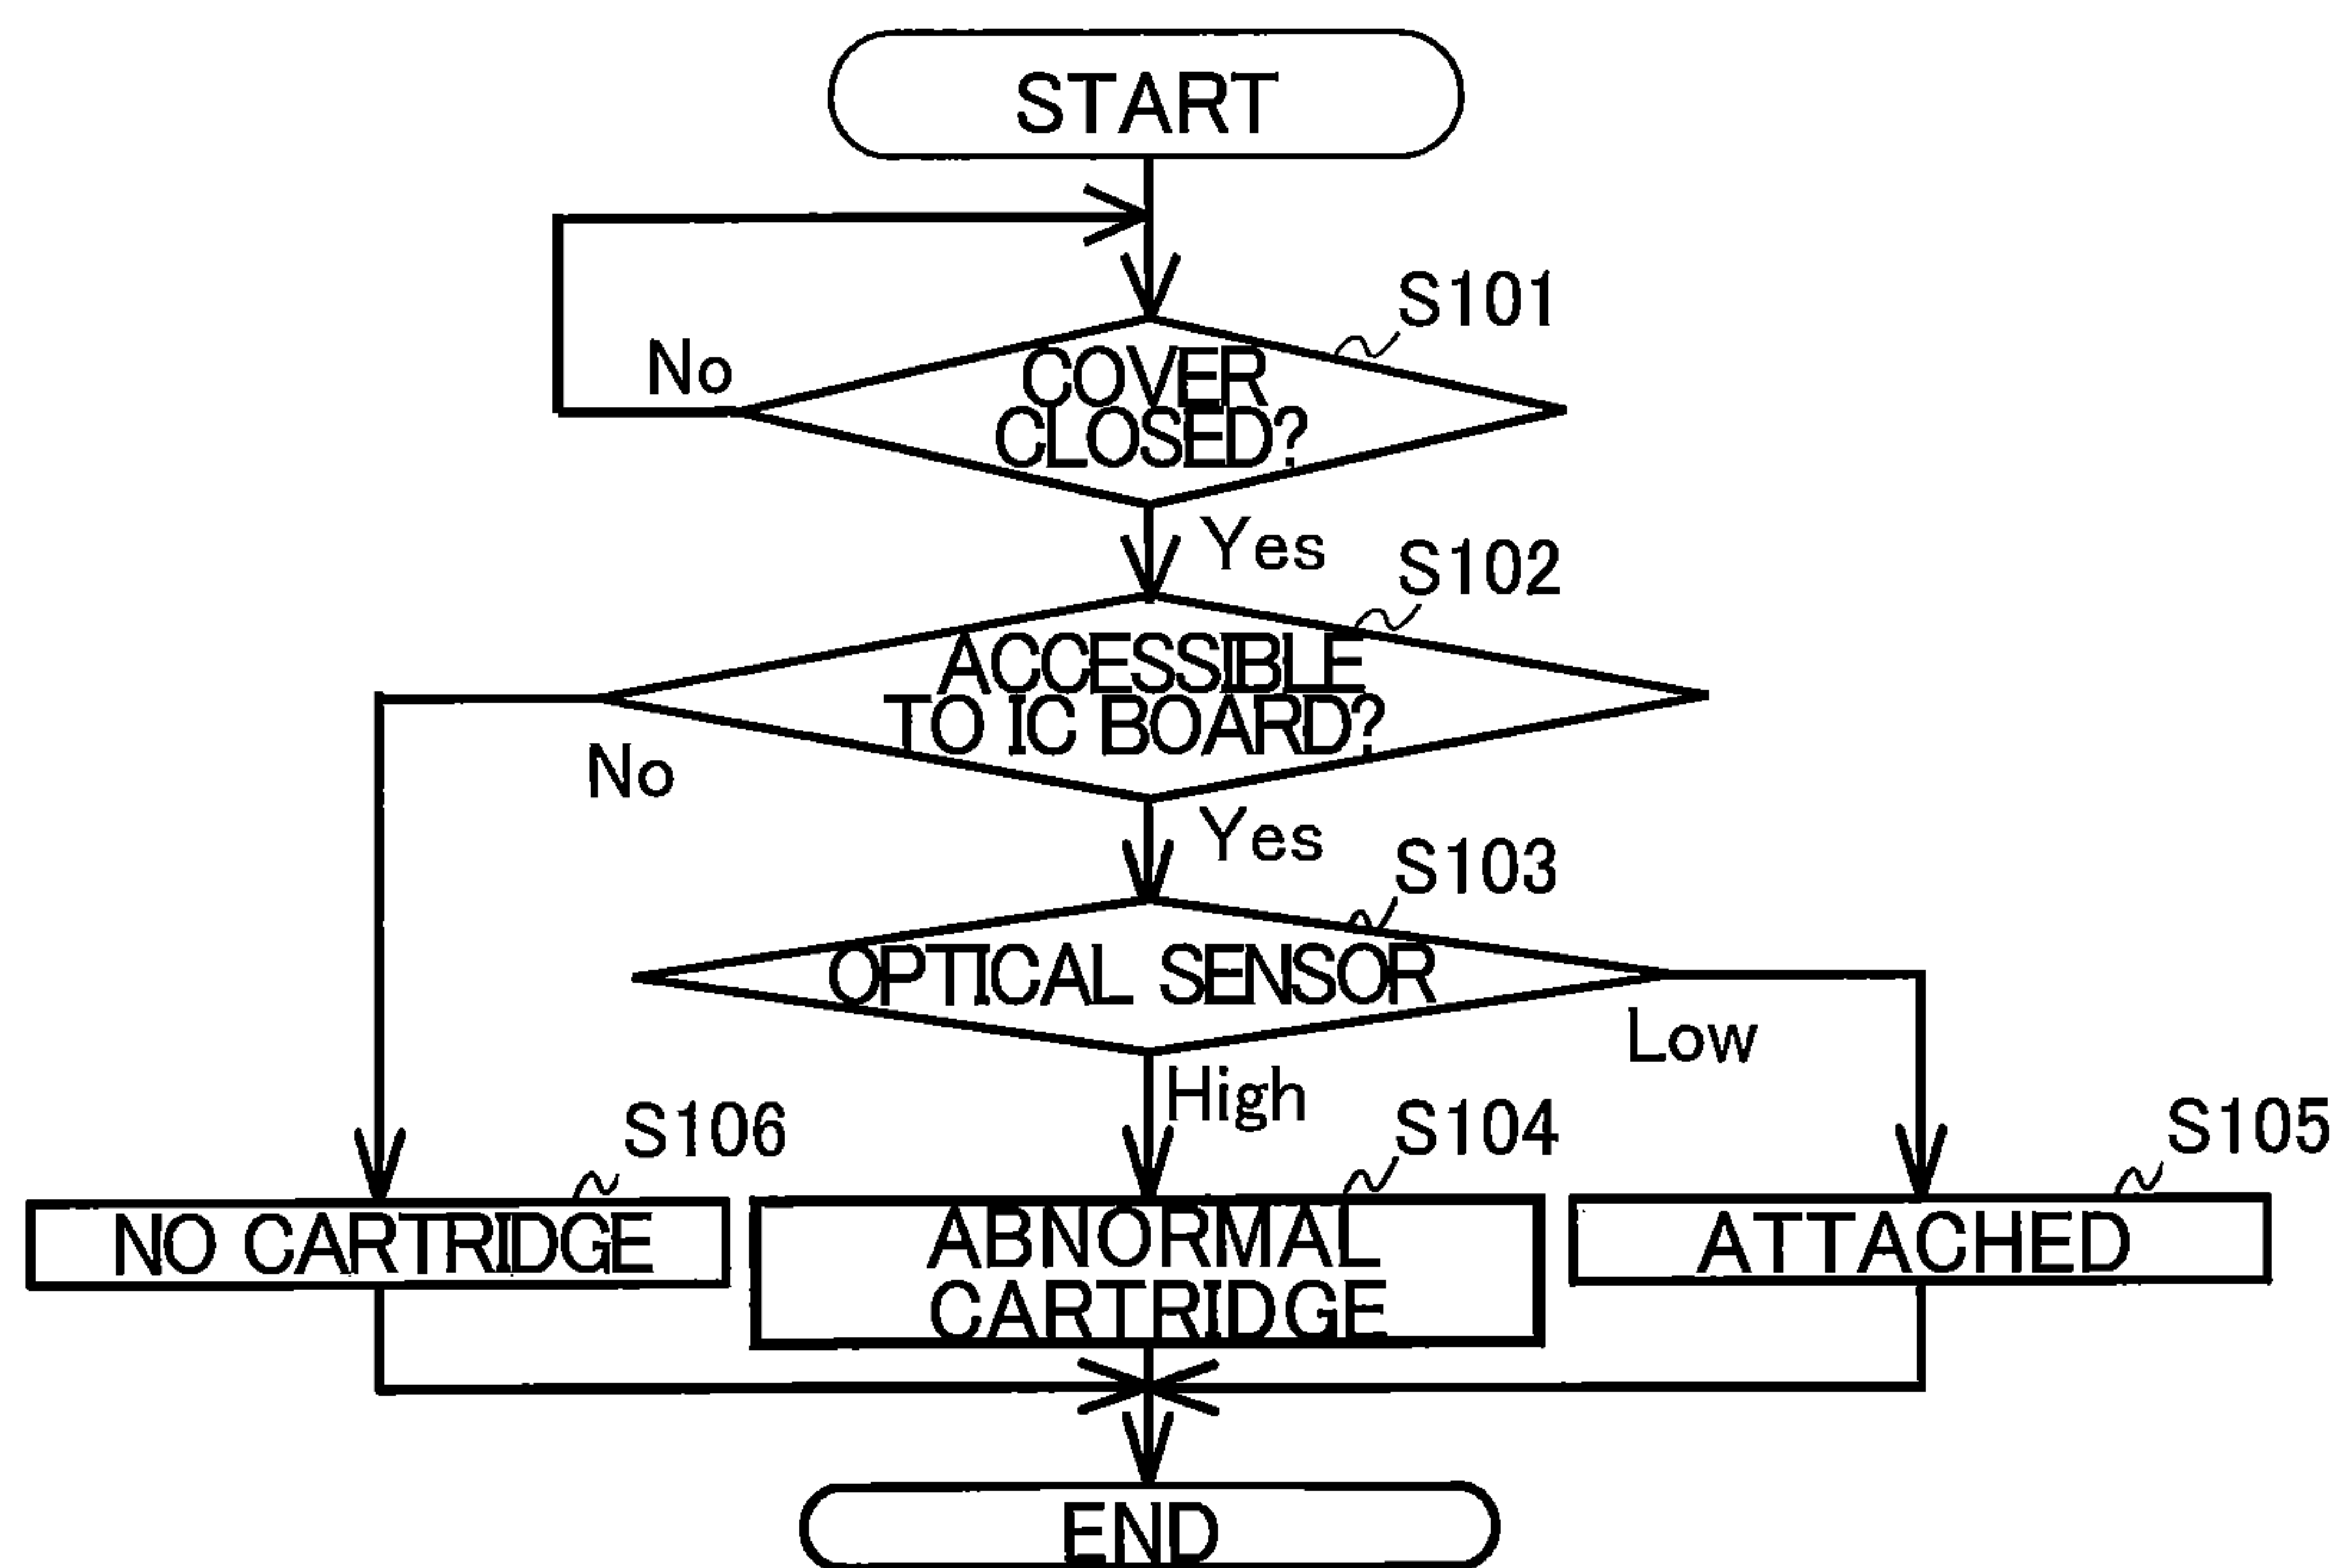 START
S101
No
COVER
CLOSED?
Yes
S102
ACCESSIBLE
TO IC BOARD?
No
Yes
S103
OPTICAL SENSOR
Low
High
S106
S104
S105
NO CARTRIDGE
ABNORMAL
CARTRIDGE
ATTACHED
END